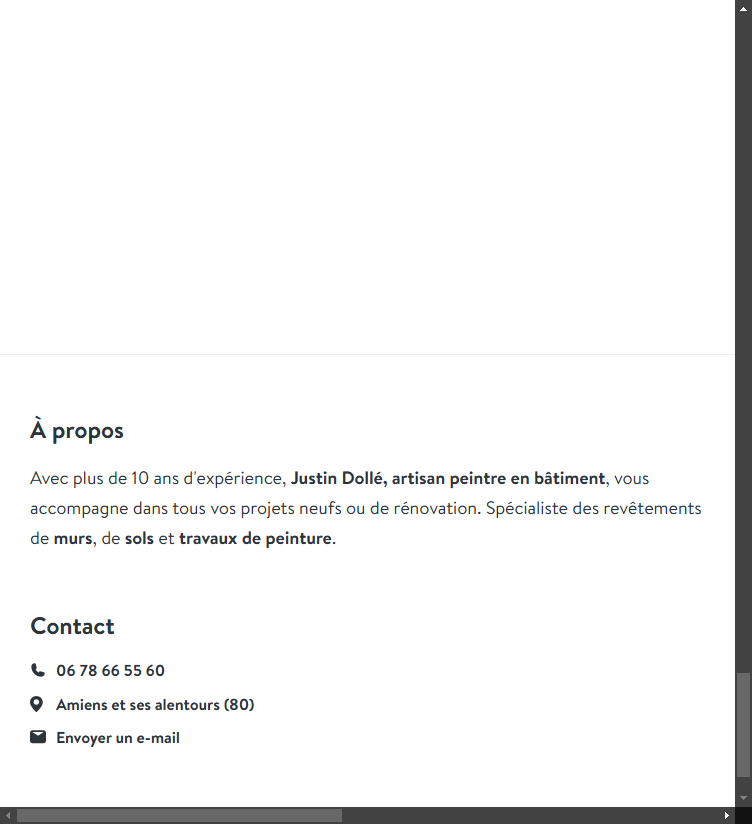 À propos
Avec plus de 10 ans d'expérience, Justin Dollé, artisan peintre en bâtiment, vous
accompagne dans tous vos projets neufs ou de rénovation. Spécialiste des revêtements
de murs, de sols et travaux de peinture.
Contact
06 78 66 55 60
Amiens et ses alentours (80)
Envoyer un e-mail